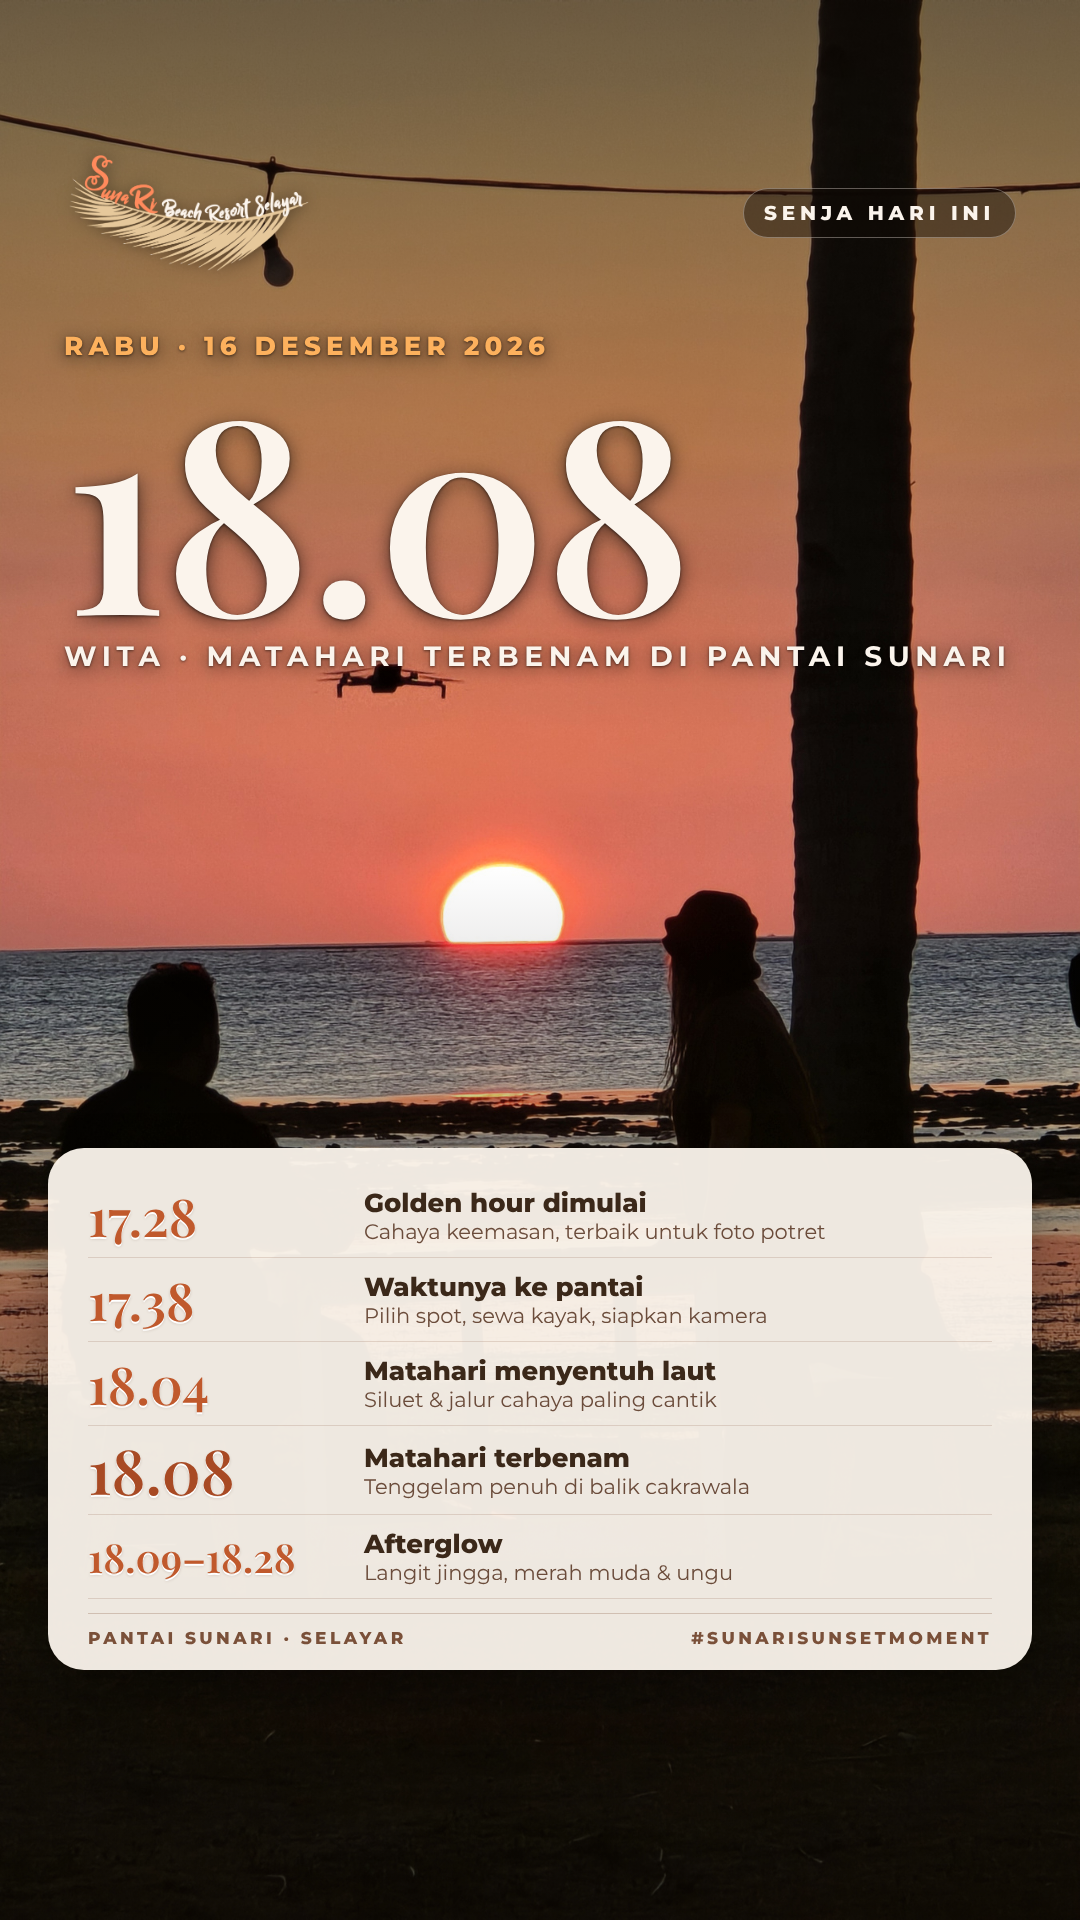 SunaRi Beach Resort Selayar
SENJA HARI INI
RABU · 16 DESEMBER 2026
18.08
WITA · MATAHARI TERBENAM DI PANTAI SUNARI
17.28
Golden hour dimulai
Cahaya keemasan, terbaik untuk foto potret
17.38
Waktunya ke pantai
Pilih spot, sewa kayak, siapkan kamera
18.04
Matahari menyentuh laut
Siluet & jalur cahaya paling cantik
18.08
Matahari terbenam
Tenggelam penuh di balik cakrawala
18.09–18.28
Afterglow
Langit jingga, merah muda & ungu
PANTAI SUNARI · SELAYAR
#SUNARISUNSETMOMENT